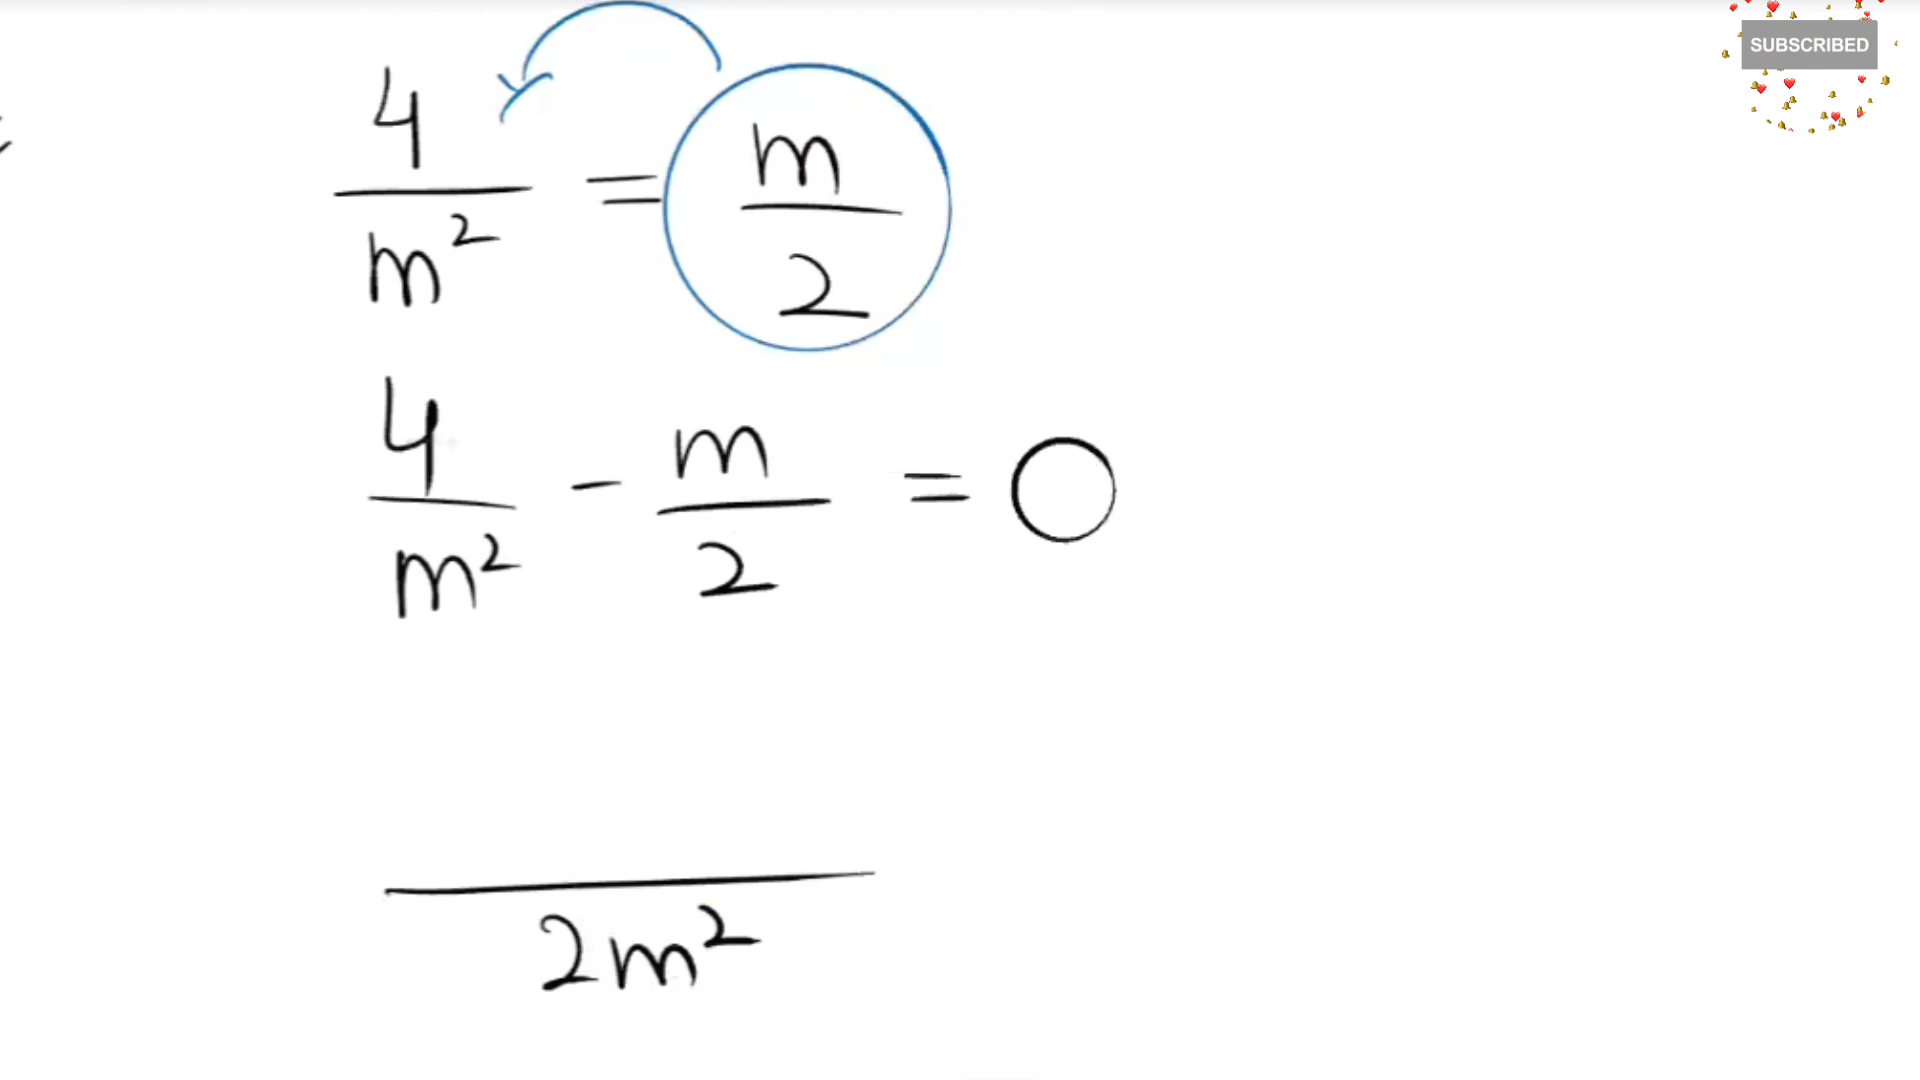 SUBSCRIBED
4/m² = m/2
4/m² - m/2 = 0
/2m²